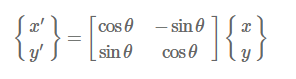 { x′ } = [ cos θ − sin θ ] { x }
{ y′ } [ sin θ cos θ ] { y }